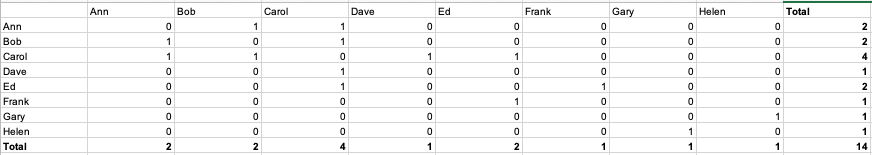 Ann Bob Carol Dave Ed Frank Gary Helen Total
Ann 0 1 1 0 0 0 0 0 2
Bob 1 0 1 0 0 0 0 0 2
Carol 1 1 0 1 1 0 0 0 4
Dave 0 0 1 0 0 0 0 0 1
Ed 0 0 1 0 0 1 0 0 2
Frank 0 0 0 0 1 0 0 0 1
Gary 0 0 0 0 0 0 0 1 1
Helen 0 0 0 0 0 0 1 0 1
Total 2 2 4 1 2 1 1 1 14